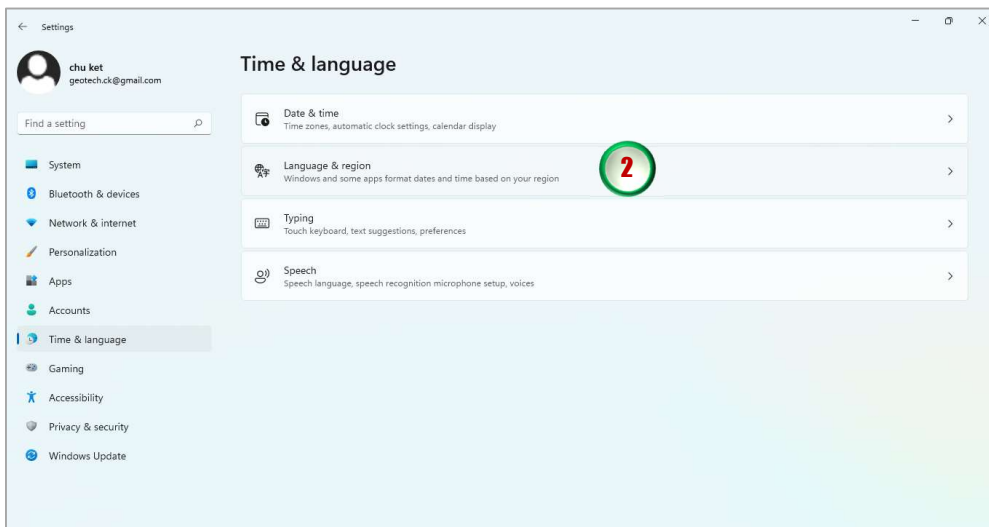 Settings
chu ket
geotech.ck@gmail.com
Find a setting
System
Bluetooth & devices
Network & internet
Personalization
Apps
Accounts
Time & language
Gaming
Accessibility
Privacy & security
Windows Update
Time & language
Date & time
Time zones, automatic clock settings, calendar display
Language & region
Windows and some apps format dates and time based on your region
2
Typing
Touch keyboard, text suggestions, preferences
Speech
Speech language, speech recognition microphone setup, voices